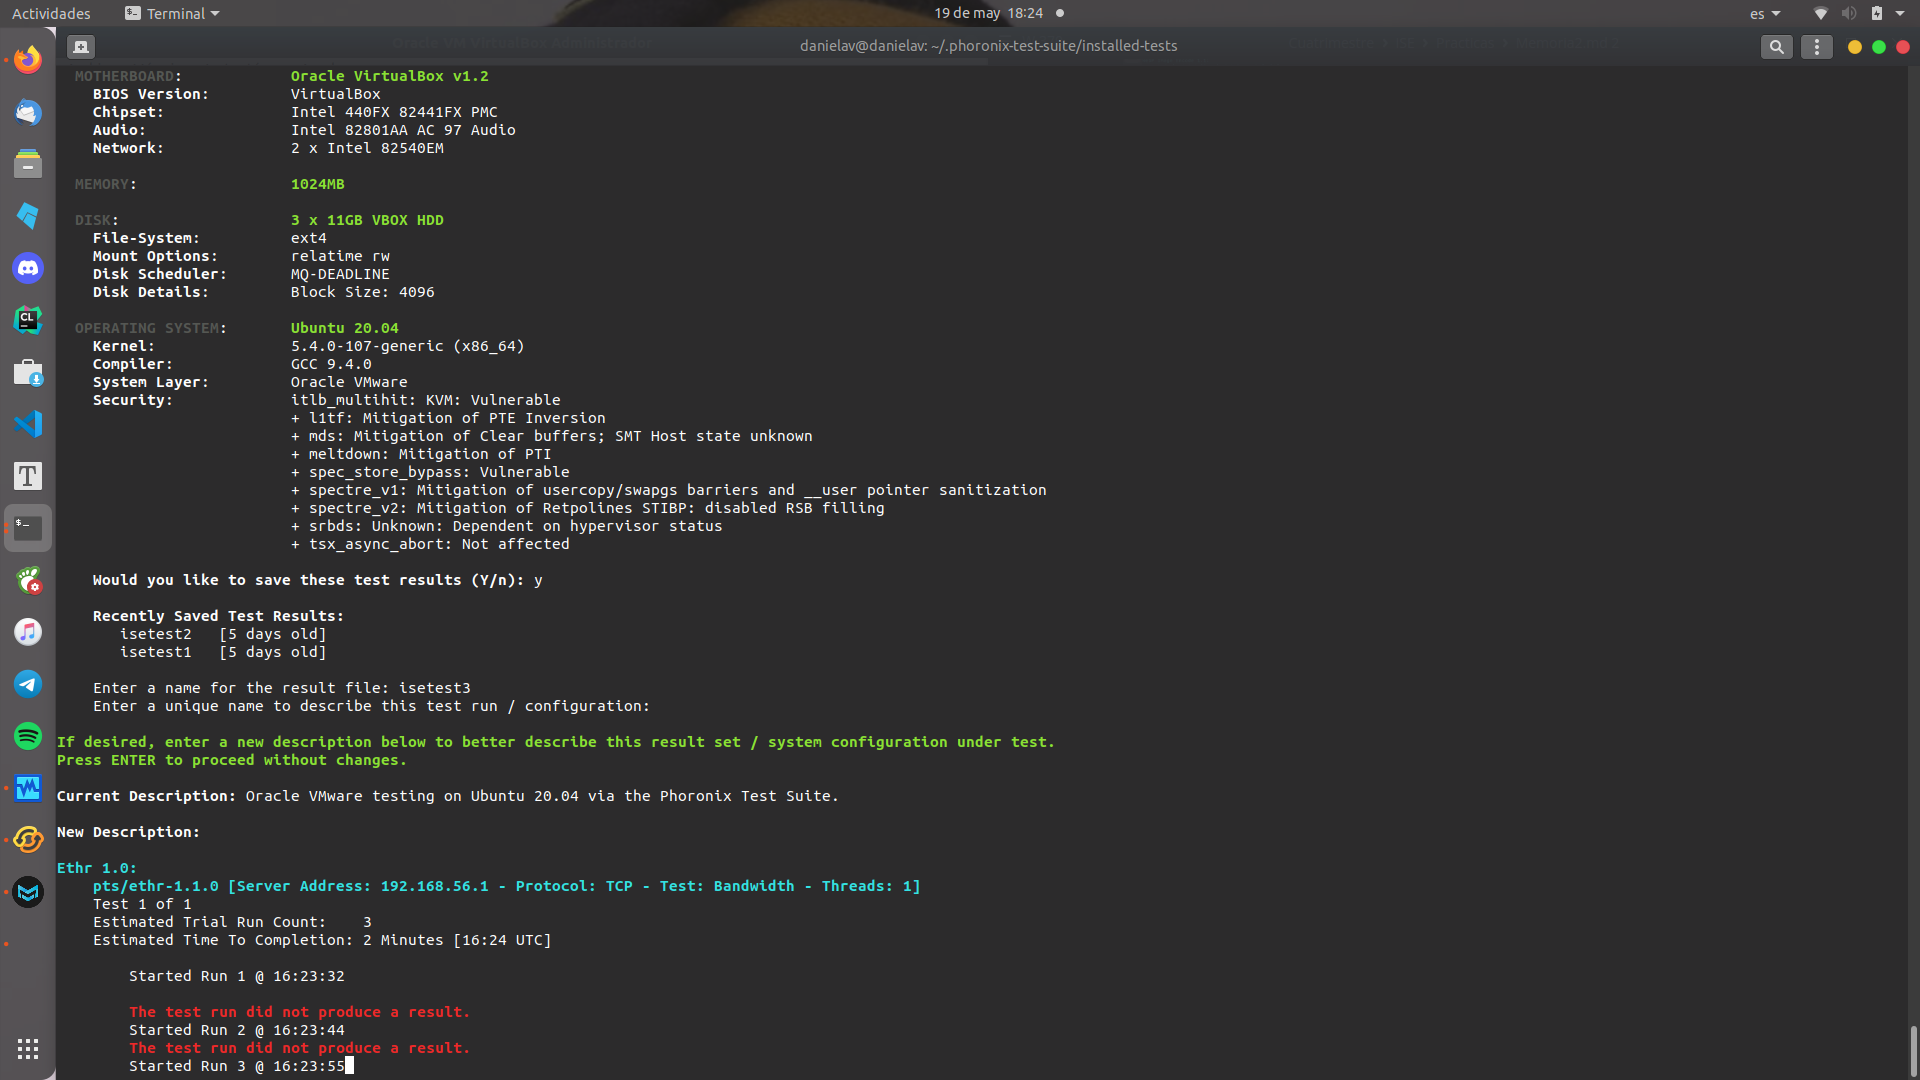 Actividades
Terminal
19 de may 18:24
es
danielav@danielav: ~/.phoronix-test-suite/installed-tests
MOTHERBOARD: Oracle VirtualBox v1.2
BIOS Version: VirtualBox
Chipset: Intel 440FX 82441FX PMC
Audio: Intel 82801AA AC 97 Audio
Network: 2 x Intel 82540EM
MEMORY: 1024MB
DISK: 3 x 11GB VBOX HDD
File-System: ext4
Mount Options: relatime rw
Disk Scheduler: MQ-DEADLINE
Disk Details: Block Size: 4096
OPERATING SYSTEM: Ubuntu 20.04
Kernel: 5.4.0-107-generic (x86_64)
Compiler: GCC 9.4.0
System Layer: Oracle VMware
Security: itlb_multihit: KVM: Vulnerable
+ l1tf: Mitigation of PTE Inversion
+ mds: Mitigation of Clear buffers; SMT Host state unknown
+ meltdown: Mitigation of PTI
+ spec_store_bypass: Vulnerable
+ spectre_v1: Mitigation of usercopy/swapgs barriers and __user pointer sanitization
+ spectre_v2: Mitigation of Retpolines STIBP: disabled RSB filling
+ srbds: Unknown: Dependent on hypervisor status
+ tsx_async_abort: Not affected
Would you like to save these test results (Y/n): y
Recently Saved Test Results:
isetest2 [5 days old]
isetest1 [5 days old]
Enter a name for the result file: isetest3
Enter a unique name to describe this test run / configuration:
If desired, enter a new description below to better describe this result set / system configuration under test.
Press ENTER to proceed without changes.
Current Description: Oracle VMware testing on Ubuntu 20.04 via the Phoronix Test Suite.
New Description:
Ethr 1.0:
pts/ethr-1.1.0 [Server Address: 192.168.56.1 - Protocol: TCP - Test: Bandwidth - Threads: 1]
Test 1 of 1
Estimated Trial Run Count: 3
Estimated Time To Completion: 2 Minutes [16:24 UTC]
Started Run 1 @ 16:23:32
The test run did not produce a result.
Started Run 2 @ 16:23:44
The test run did not produce a result.
Started Run 3 @ 16:23:55